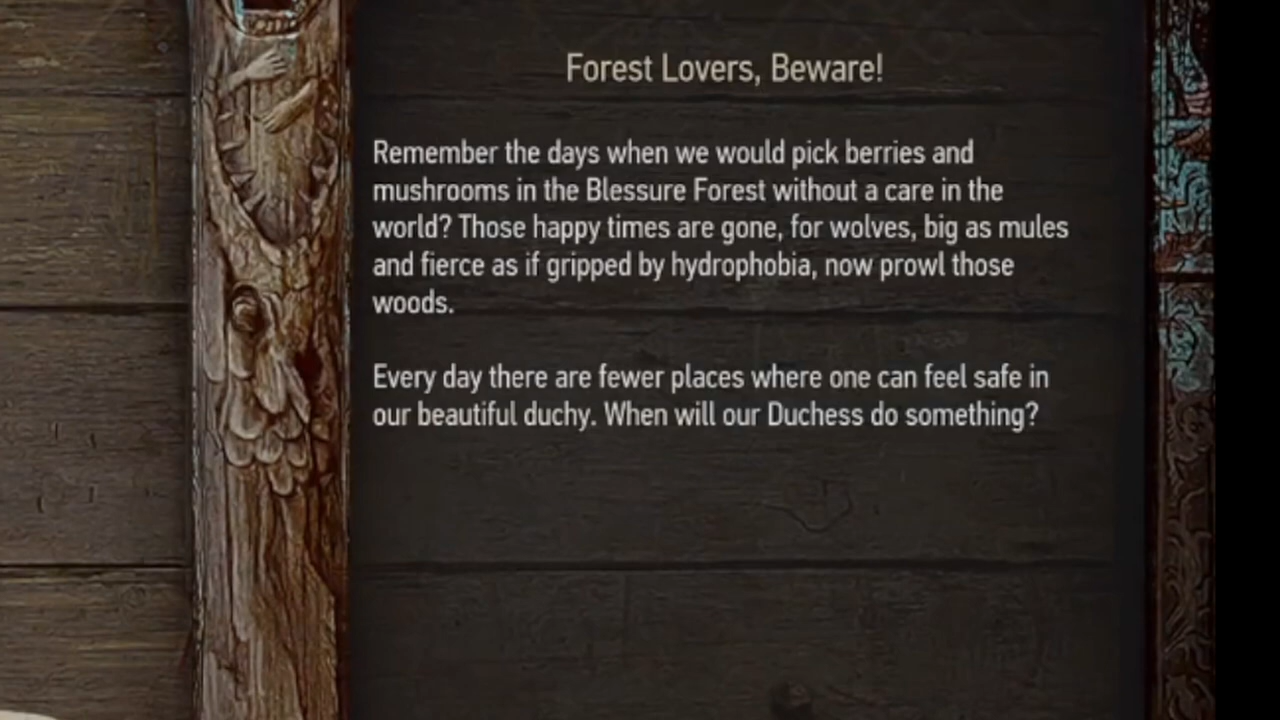 Forest Lovers, Beware!
Remember the days when we would pick berries and
mushrooms in the Blessure Forest without a care in the
world? Those happy times are gone, for wolves, big as mules
and fierce as if gripped by hydrophobia, now prowl those
woods.
Every day there are fewer places where one can feel safe in
our beautiful duchy. When will our Duchess do something?